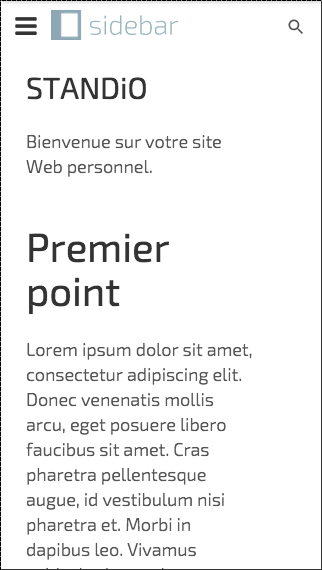 sidebar
STANDiO
Bienvenue sur votre site
Web personnel.
Premier
point
Lorem ipsum dolor sit amet,
consectetur adipiscing elit.
Donec venenatis mollis
arcu, eget posuere libero
faucibus sit amet. Cras
pharetra pellentesque
augue, id vestibulum nisi
pharetra et. Morbi in
dapibus leo. Vivamus